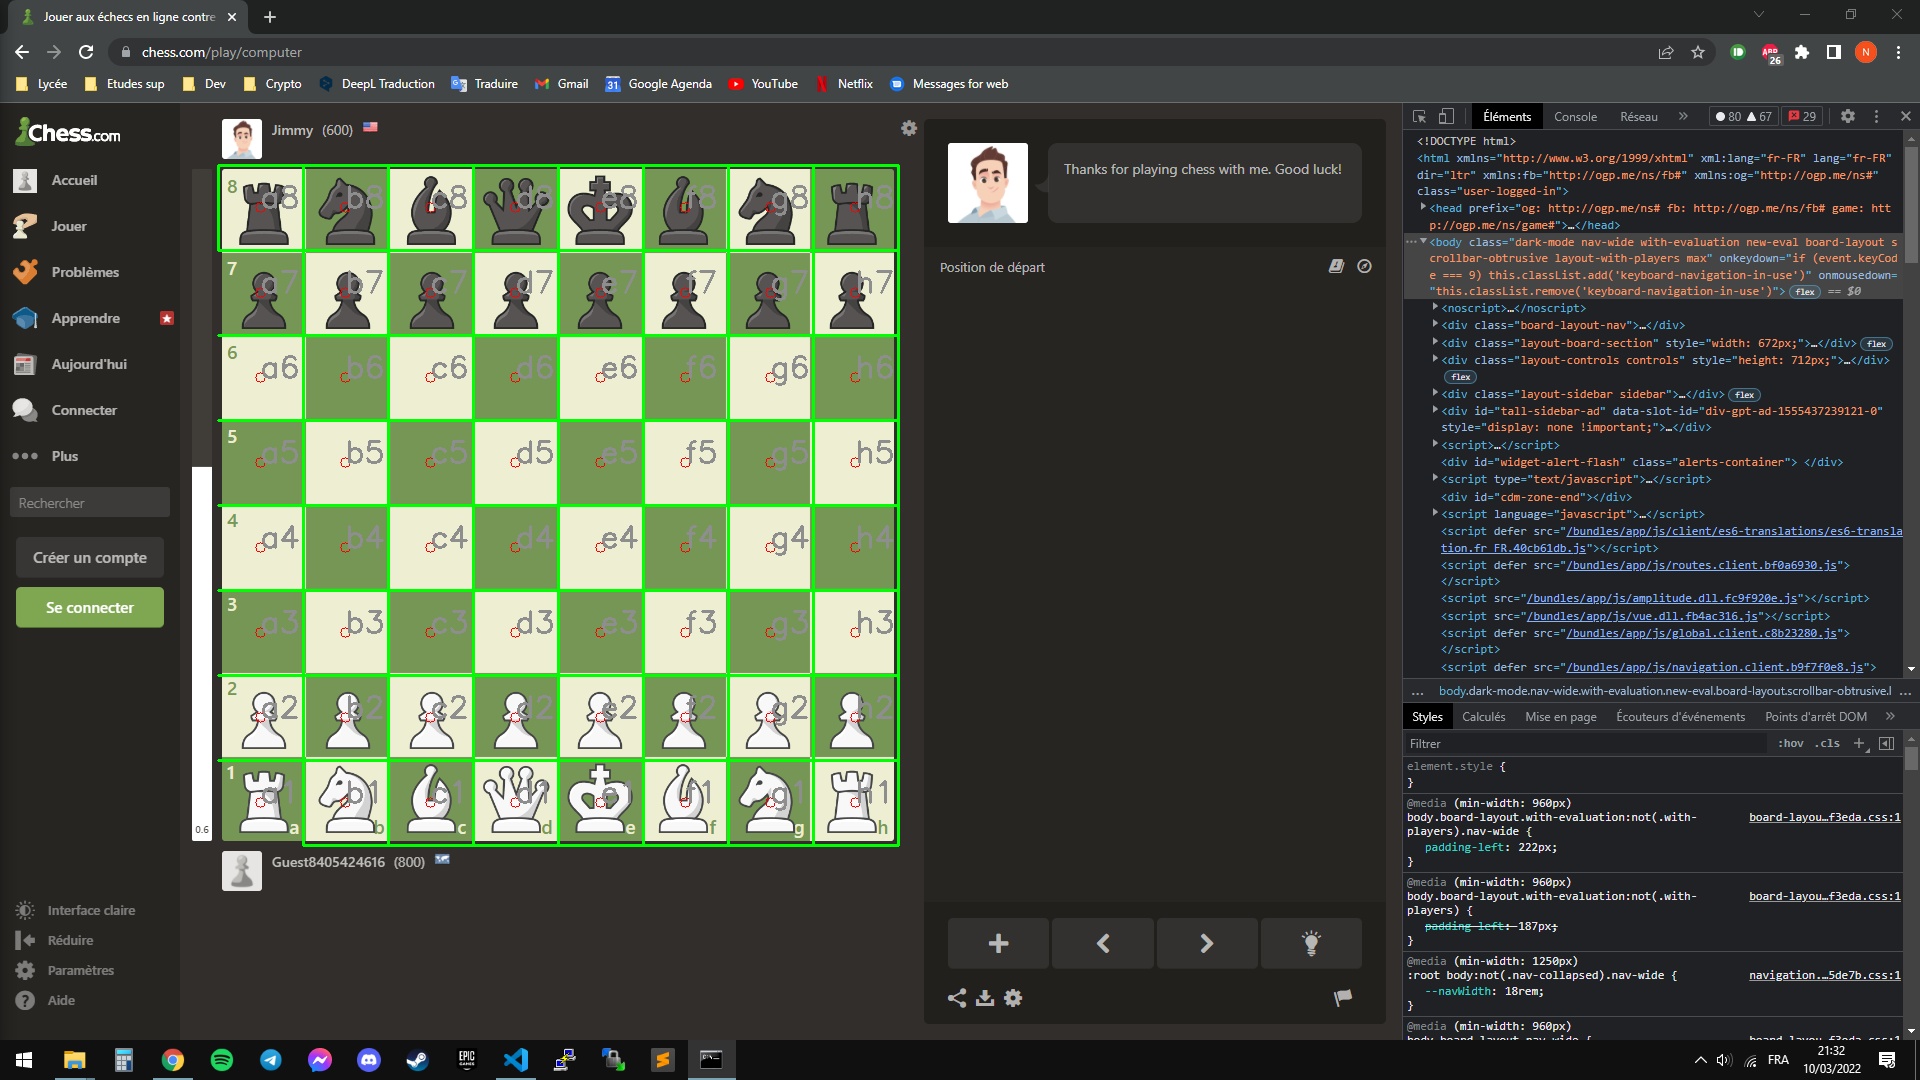 Jouer aux échecs en ligne contre
chess.com/play/computer
26
N
Lycée
Etudes sup
Dev
Crypto
DeepL Traduction
Traduire
Gmail
31
Google Agenda
YouTube
Netflix
Messages for web
Chess.com
Accueil
Jouer
Problèmes
Apprendre
Aujourd'hui
Connecter
Plus
Rechercher
Créer un compte
Se connecter
Interface claire
Réduire
Paramètres
Aide
Jimmy (600)
8 a8 b8 c8 d8 e8 f8 g8 h8
7 a7 b7 c7 d7 e7 f7 g7 h7
6 a6 b6 c6 d6 e6 f6 g6 h6
5 a5 b5 c5 d5 e5 f5 g5 h5
4 a4 b4 c4 d4 e4 f4 g4 h4
3 a3 b3 c3 d3 e3 f3 g3 h3
2 a2 b2 c2 d2 e2 f2 g2 h2
1 a1 b1 c1 d1 e1 f1 g1 h1
a b c d e f g h
0.6
Guest8405424616 (800)
Thanks for playing chess with me. Good luck!
Position de départ
Éléments Console Réseau » 80 67 29
<!DOCTYPE html>
<html xmlns="http://www.w3.org/1999/xhtml" xml:lang="fr-FR" lang="fr-FR"
dir="ltr" xmlns:fb="http://ogp.me/ns/fb#" xmlns:og="http://ogp.me/ns#"
class="user-logged-in">
<head prefix="og: http://ogp.me/ns# fb: http://ogp.me/ns/fb# game: htt
p://ogp.me/ns/game#">…</head>
<body class="dark-mode nav-wide with-evaluation new-eval board-layout s
crollbar-obtrusive layout-with-players max" onkeydown="if (event.keyCod
e === 9) this.classList.add('keyboard-navigation-in-use')" onmousedown=
"this.classList.remove('keyboard-navigation-in-use')"> flex == $0
<noscript>…</noscript>
<div class="board-layout-nav">…</div>
<div class="layout-board-section" style="width: 672px;">…</div> flex
<div class="layout-controls controls" style="height: 712px;">…</div>
flex
<div class="layout-sidebar sidebar">…</div> flex
<div id="tall-sidebar-ad" data-slot-id="div-gpt-ad-1555437239121-0"
style="display: none !important;">…</div>
<script>…</script>
<div id="widget-alert-flash" class="alerts-container"> </div>
<script type="text/javascript">…</script>
<div id="cdm-zone-end"></div>
<script language="javascript">…</script>
<script defer src="/bundles/app/js/client/es6-translations/es6-transla
tion.fr_FR.40cb61db.js"></script>
<script defer src="/bundles/app/js/routes.client.bf0a6930.js">
</script>
<script src="/bundles/app/js/amplitude.dll.fc9f920e.js"></script>
<script src="/bundles/app/js/vue.dll.fb4ac316.js"></script>
<script defer src="/bundles/app/js/global.client.c8b23280.js">
</script>
<script defer src="/bundles/app/js/navigation.client.b9f7f0e8.js">
… body.dark-mode.nav-wide.with-evaluation.new-eval.board-layout.scrollbar-obtrusive.l …
Styles Calculés Mise en page Écouteurs d'événements Points d'arrêt DOM »
Filtrer :hov .cls +
element.style {
}
@media (min-width: 960px)
body.board-layout.with-evaluation:not(.with-players).nav-wide { board-layou…f3eda.css:1
padding-left: 222px;
}
@media (min-width: 960px)
body.board-layout.with-evaluation:not(.with-players) { board-layou…f3eda.css:1
padding-left: 187px;
}
@media (min-width: 1250px)
:root body:not(.nav-collapsed).nav-wide { navigation.…5de7b.css:1
--navWidth: 18rem;
}
@media (min-width: 960px)
FRA
21:32
10/03/2022